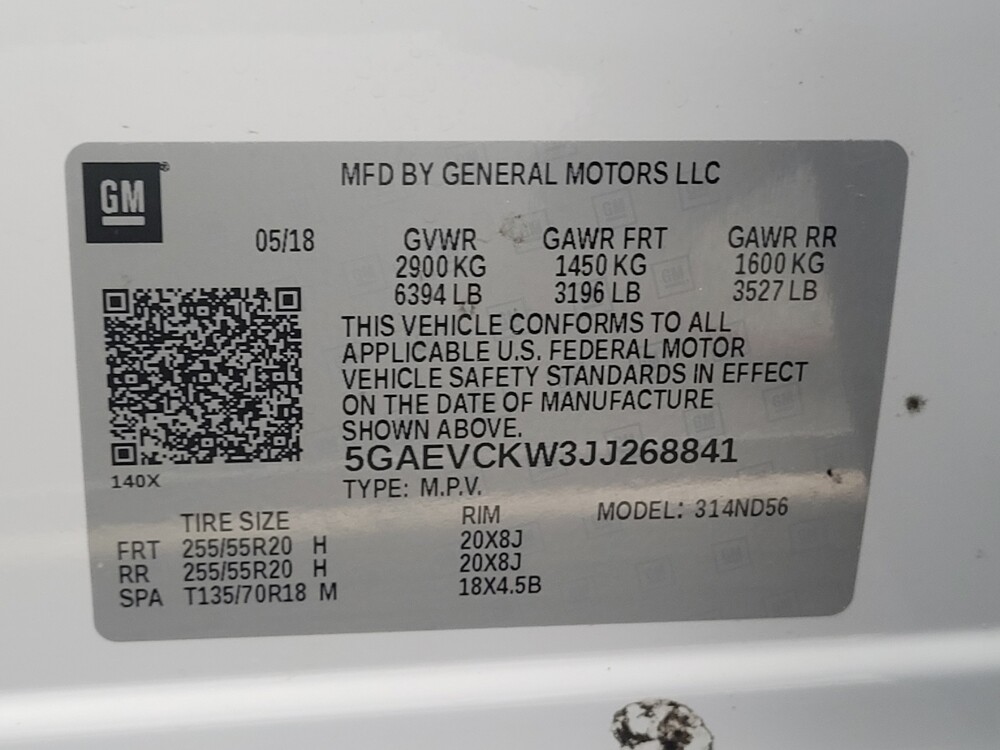 GM
MFD BY GENERAL MOTORS LLC
05/18 GVWR GAWR FRT GAWR RR
2900 KG 1450 KG 1600 KG
6394 LB 3196 LB 3527 LB
THIS VEHICLE CONFORMS TO ALL
APPLICABLE U.S. FEDERAL MOTOR
VEHICLE SAFETY STANDARDS IN EFFECT
ON THE DATE OF MANUFACTURE
SHOWN ABOVE.
5GAEVCKW3JJ268841
140X
TYPE: M.P.V.
TIRE SIZE RIM MODEL: 314ND56
FRT 255/55R20 H 20X8J
RR 255/55R20 H 20X8J
SPA T135/70R18 M 18X4.5B